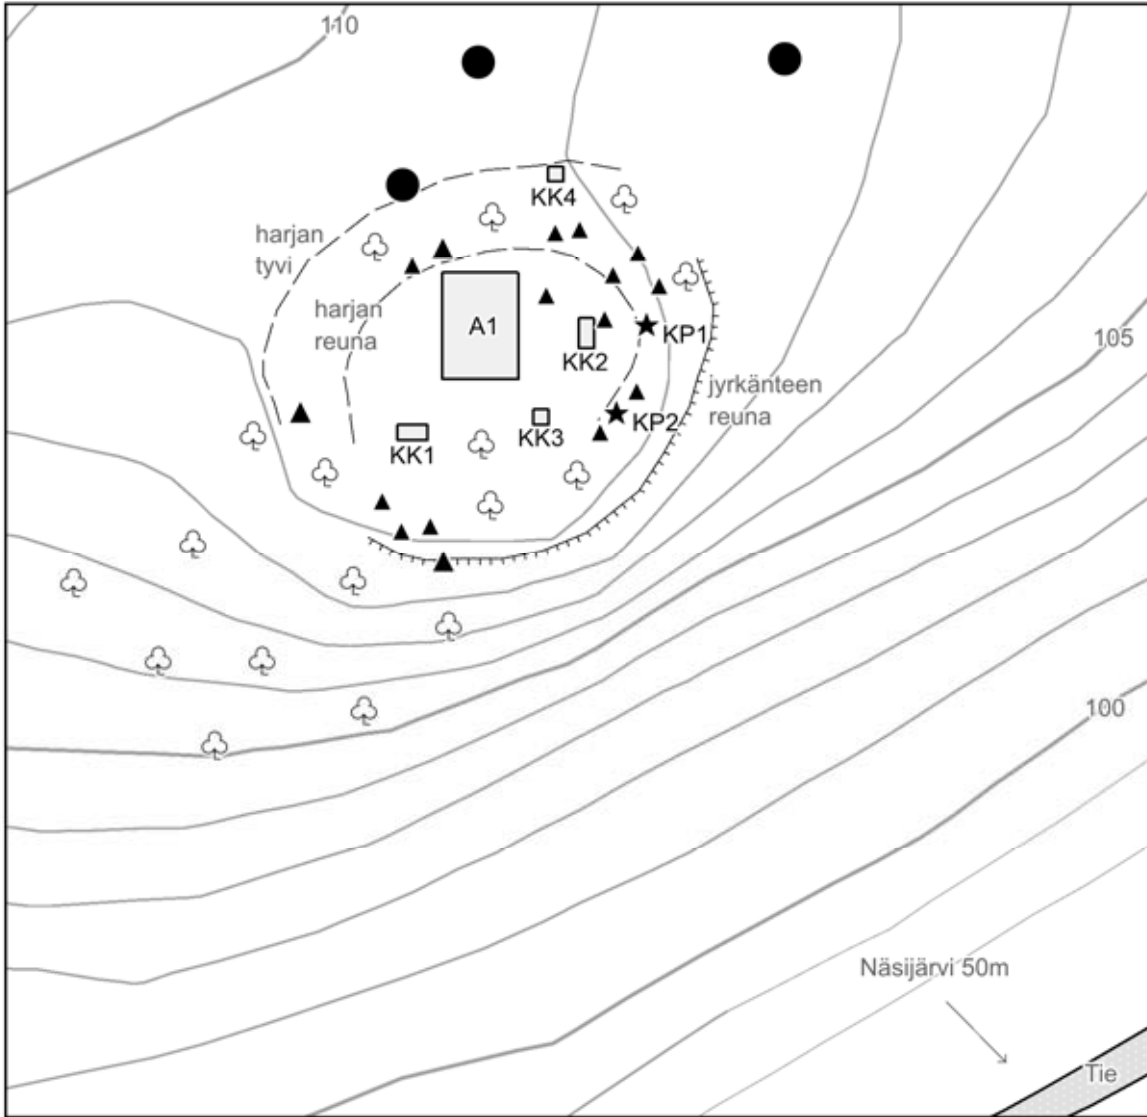 110
KK4
harjan
tyvi
harjan
reuna
A1
KP1
KK2
105
jyrkänteen
reuna
KP2
KK3
KK1
100
Näsijärvi 50m
Tie